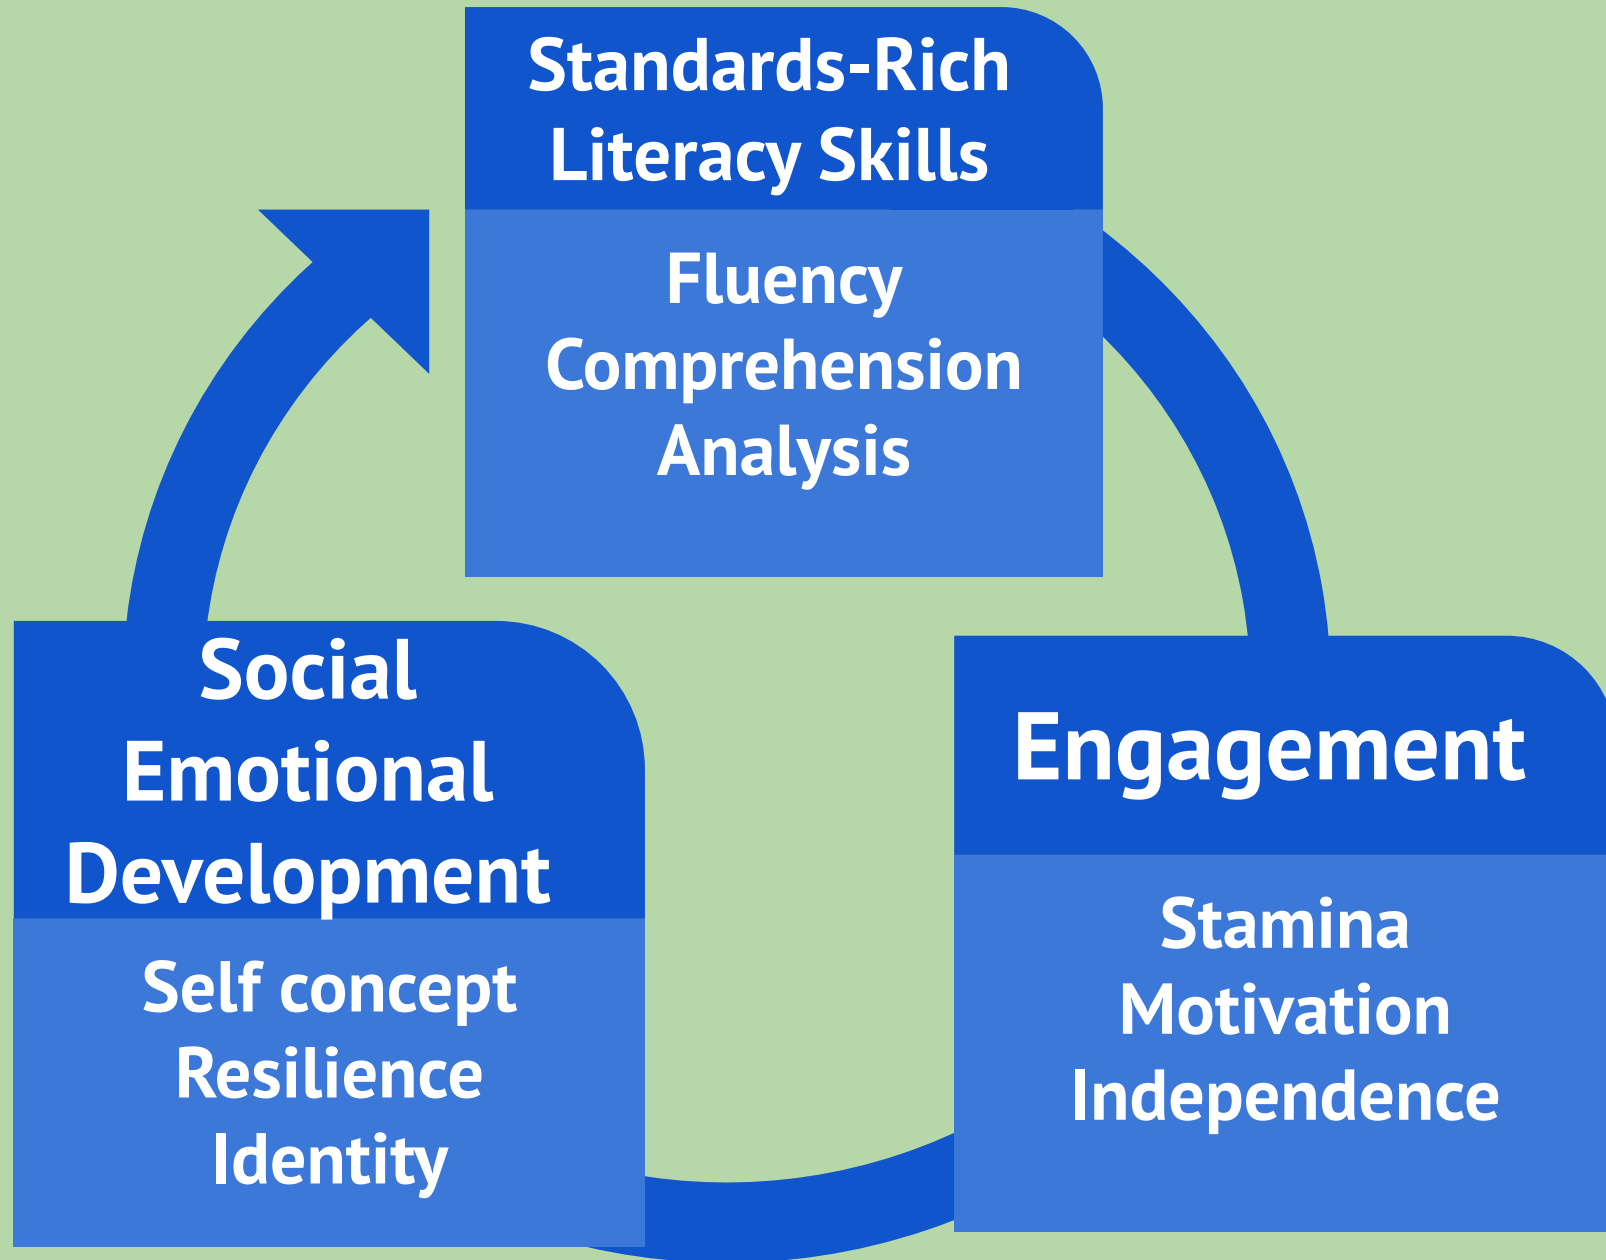 Standards-Rich
Literacy Skills
Fluency
Comprehension
Analysis
Social
Emotional
Development
Self concept
Resilience
Identity
Engagement
Stamina
Motivation
Independence